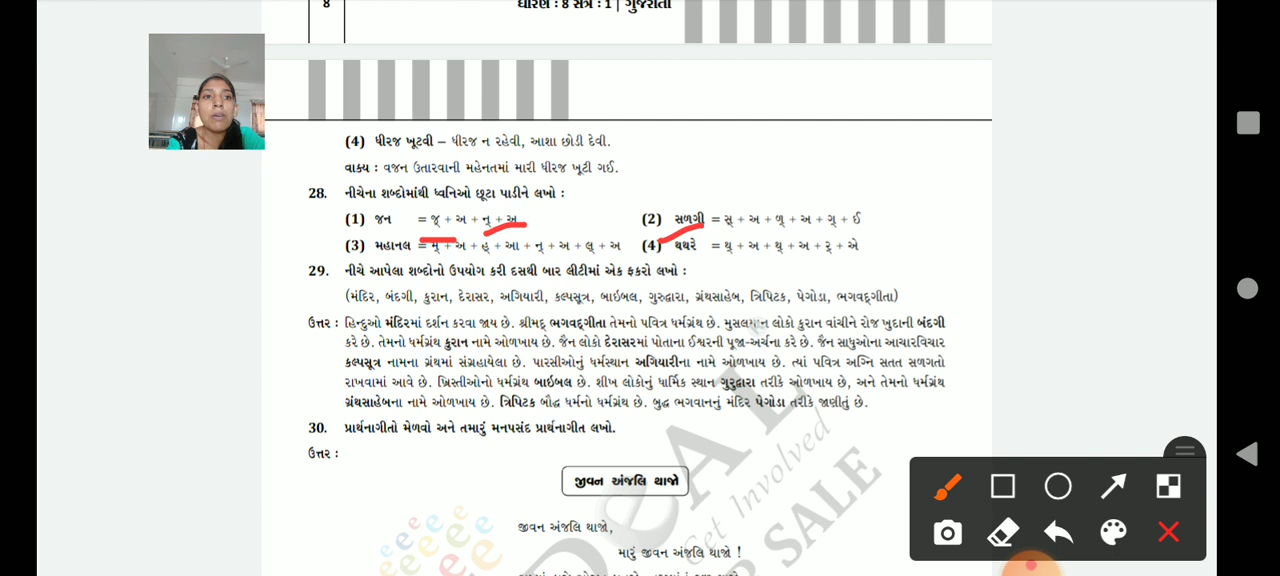 8
ધોરણ : 8 સત્ર : 1 | ગુજરાતી
(4) ધીરજ ખૂટવી – ધીરજ ન રહેવી, આશા છોડી દેવી.
વાક્ય : વજન ઉતારવાની મહેનતમાં મારી ધીરજ ખૂટી ગઈ.
28. નીચેના શબ્દોમાંથી ધ્વનિઓ છૂટા પાડીને લખો :
(1) જન = જ્ + અ + ન્ + અ (2) સળગી = સ્ + અ + ળ્ + અ + ગ્ + ઈ
(3) મહાનલ = મ્ + અ + હ્ + આ + ન્ + અ + લ્ + અ (4) થથરે = થ્ + અ + થ્ + અ + ર્ + એ
29. નીચે આપેલા શબ્દોનો ઉપયોગ કરી દસથી બાર લીટીમાં એક ફકરો લખો :
(મંદિર, બંદગી, કુરાન, દેરાસર, અગિયારી, કલ્પસૂત્ર, બાઇબલ, ગુરુદ્વારા, ગ્રંથસાહેબ, ત્રિપિટક, પેગોડા, ભગવદ્ગીતા)
ઉત્તર : હિન્દુઓ મંદિરમાં દર્શન કરવા જાય છે. શ્રીમદ્ ભગવદ્ગીતા તેમનો પવિત્ર ધર્મગ્રંથ છે. મુસલમાન લોકો કુરાન વાંચીને રોજ ખુદાની બંદગી
કરે છે. તેમનો ધર્મગ્રંથ કુરાન નામે ઓળખાય છે. જૈન લોકો દેરાસરમાં પોતાના ઈશ્વરની પૂજા-અર્ચના કરે છે. જૈન સાધુઓના આચારવિચાર
કલ્પસૂત્ર નામના ગ્રંથમાં સંગ્રહાયેલા છે. પારસીઓનું ધર્મસ્થાન અગિયારીના નામે ઓળખાય છે. ત્યાં પવિત્ર અગ્નિ સતત સળગતો
રાખવામાં આવે છે. ખ્રિસ્તીઓનો ધર્મગ્રંથ બાઇબલ છે. શીખ લોકોનું ધાર્મિક સ્થાન ગુરુદ્વારા તરીકે ઓળખાય છે, અને તેમનો ધર્મગ્રંથ
ગ્રંથસાહેબના નામે ઓળખાય છે. ત્રિપિટક બૌદ્ધ ધર્મનો ધર્મગ્રંથ છે. બુદ્ધ ભગવાનનું મંદિર પેગોડા તરીકે જાણીતું છે.
30. પ્રાર્થનાગીતો મેળવો અને તમારું મનપસંદ પ્રાર્થનાગીત લખો.
ઉત્તર :
જીવન અંજલિ થાજો
જીવન અંજલિ થાજો,
મારું જીવન અંજલિ થાજો !
Get Involved
SALE